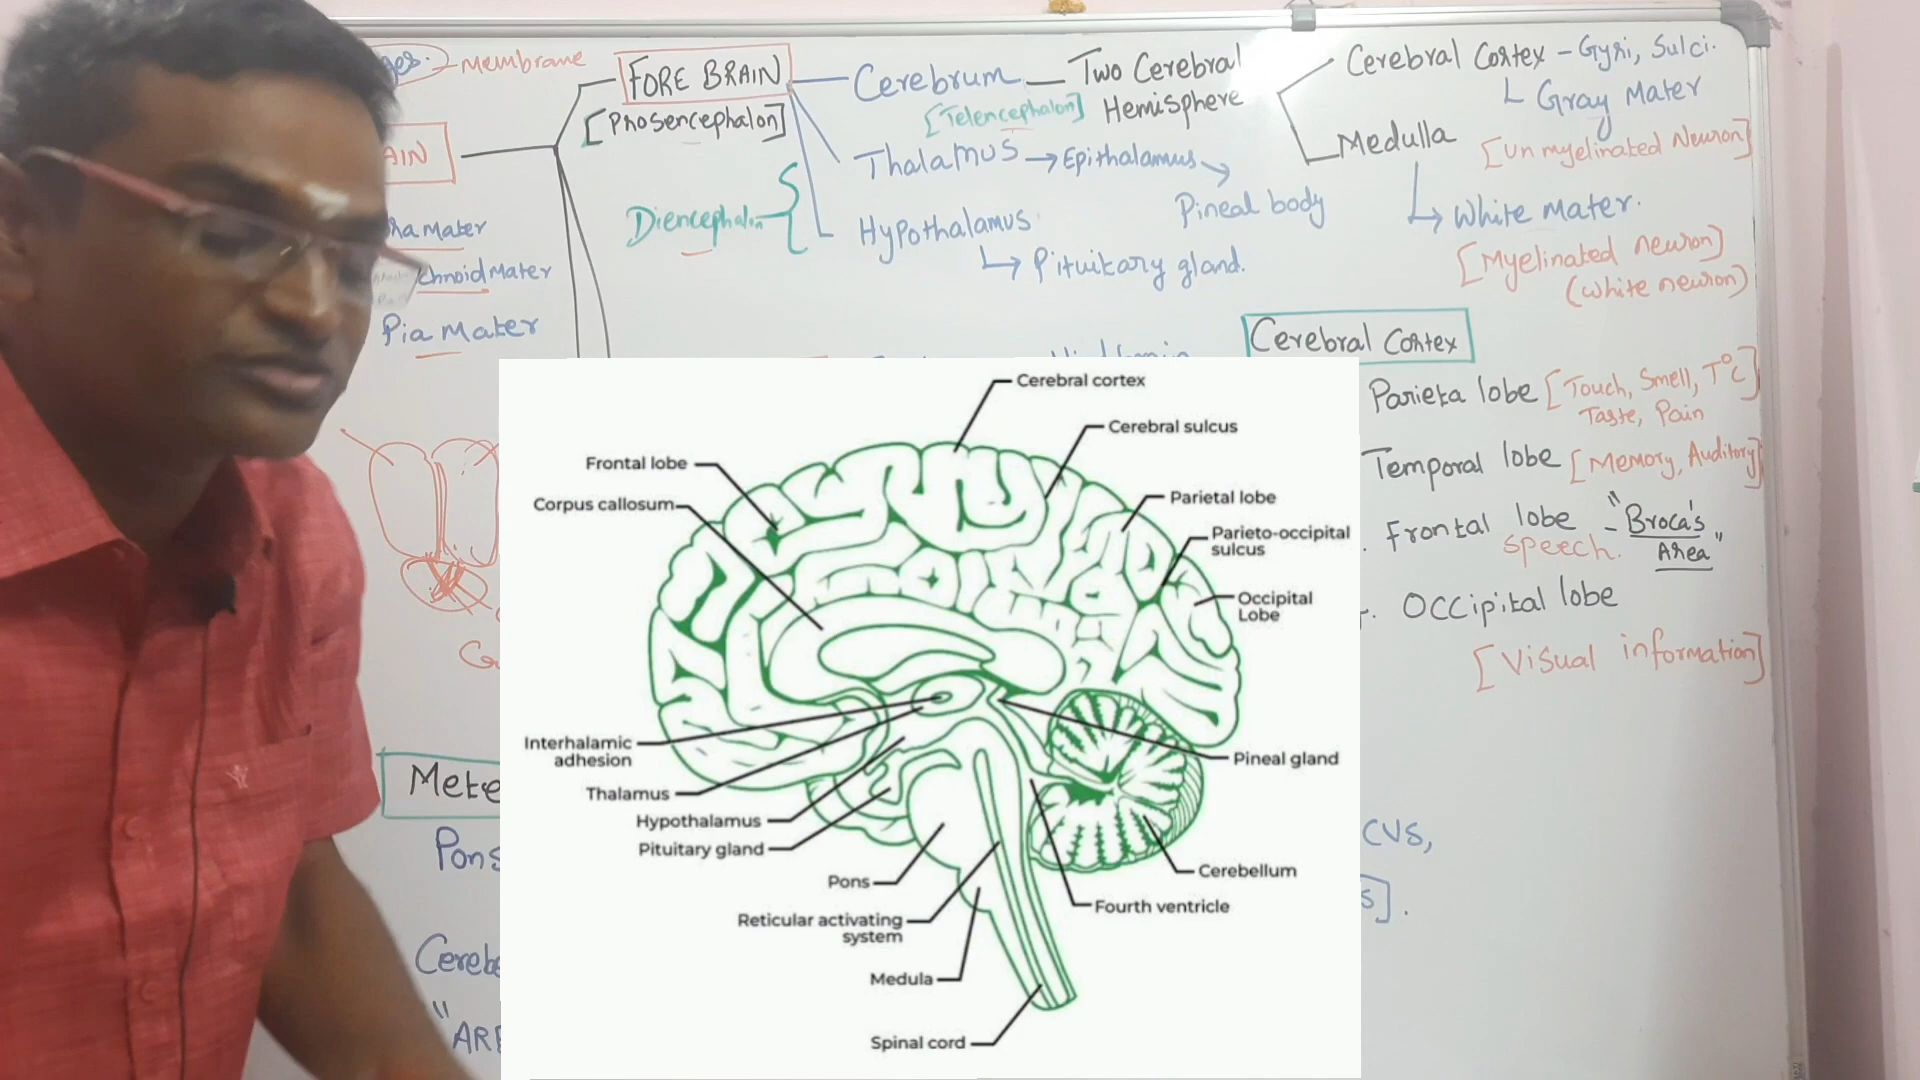 Membrane
AIN
Mater
chnoid Mater
Pia Mater
FORE BRAIN
[Prosencephalon]
Diencephalon
Cerebrum — Two Cerebral
[Telencephalon] Hemisphere
Thalamus → Epithalamus →
Pineal body
Hypothalamus
→ Pituitary gland.
Cerebral Cortex – Gyri, Sulci.
Gray Mater
[Un myelinated Neuron]
Medulla
→ White Mater.
[Myelinated neuron]
(White neuron)
Cerebral Cortex
Parieta lobe [Touch, Smell, T°C]
Taste, Pain
Temporal lobe [Memory, Auditory]
Frontal lobe – "Broca's
speech. Area"
Occipital lobe
[Visual information]
CVS,
S].
Mete
Pons
Cereb
"AR
Cerebral cortex
Cerebral sulcus
Frontal lobe
Corpus callosum
Parietal lobe
Parieto-occipital
sulcus
Occipital
Lobe
Interhalamic
adhesion
Thalamus
Hypothalamus
Pituitary gland
Pons
Reticular activating
system
Medula
Spinal cord
Pineal gland
Cerebellum
Fourth ventricle